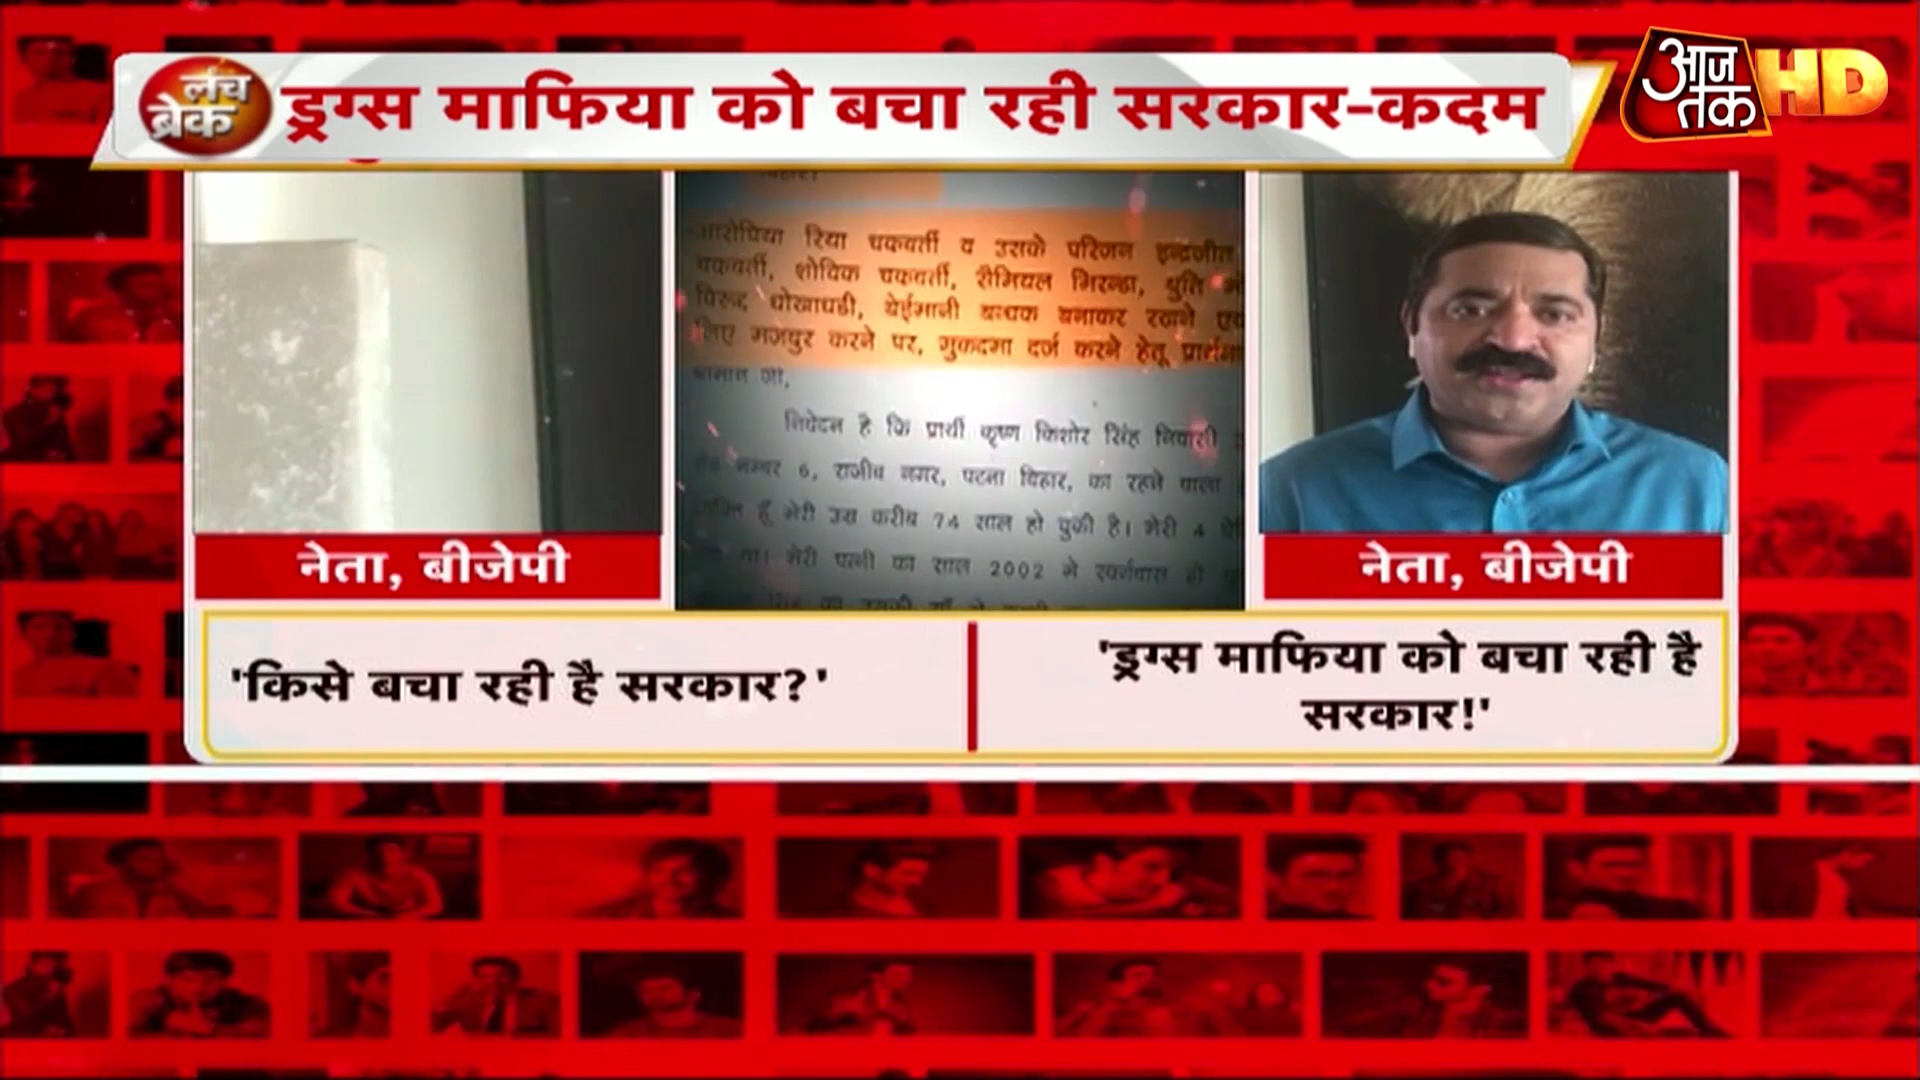 लंच
ब्रेक
ड्रग्स माफिया को बचा रही सरकार-कदम
आज
तक
HD
आरोपिया रिया चकवर्ती व उसके परिजन इन्द्रजीत
चकवर्ती, शोविक चकवर्ती, सैमियल मिरन्डा, श्रुति
विरुद्ध धोखाघडी, बेईमानी बन्धक बनाकर रखने एवं
लिए मजबुर करने पर, मुकदमा दर्ज करने हेतू
श्रीमान जी,
निवेदन है कि प्रार्थी कृष्ण किशोर सिंह निवासी
नम्बर 6, राजीव नगर, पटना बिहार, का रहने वाला
हूँ मेरी उम्र करीब 74 साल हो चुकी है। मेरी 4
मेरी पत्नी का साल 2002 मे स्वर्गवास हो
नेता, बीजेपी
नेता, बीजेपी
'किसे बचा रही है सरकार?'
'ड्रग्स माफिया को बचा रही है
सरकार!'